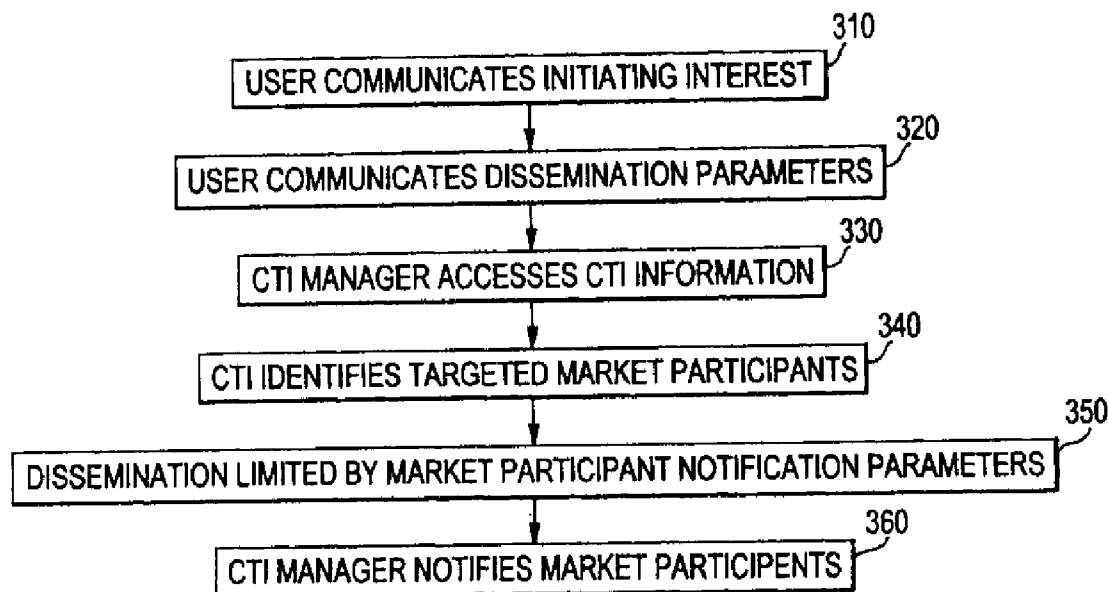 310
USER COMMUNICATES INITIATING INTEREST
320
USER COMMUNICATES DISSEMINATION PARAMETERS
330
CTI MANAGER ACCESSES CTI INFORMATION
340
CTI IDENTIFIES TARGETED MARKET PARTICIPANTS
350
DISSEMINATION LIMITED BY MARKET PARTICIPANT NOTIFICATION PARAMETERS
360
CTI MANAGER NOTIFIES MARKET PARTICIPENTS